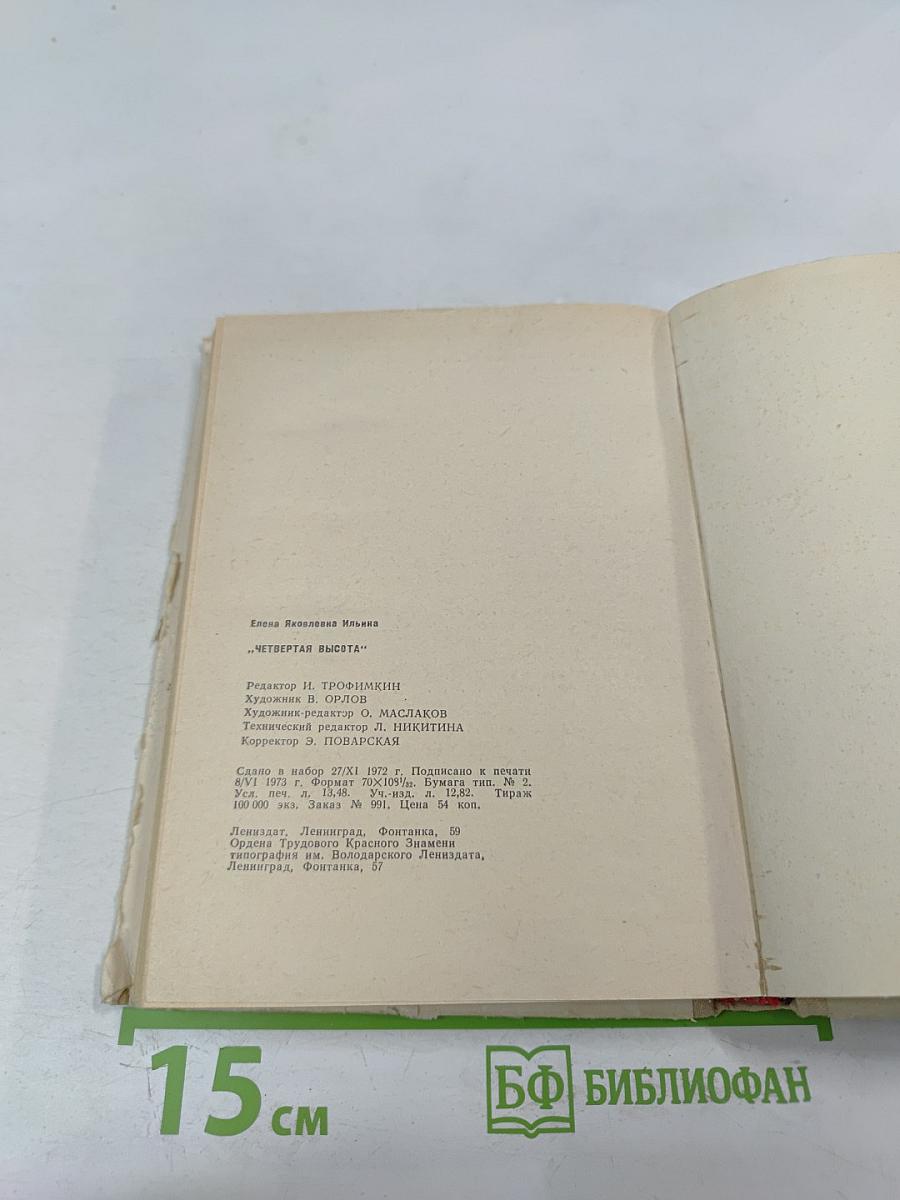 Елена Яковлевна Ильина
„ЧЕТВЕРТАЯ ВЫСОТА“
Редактор И. ТРОФИМКИН
Художник В. ОРЛОВ
Художник-редактор О. МАСЛАКОВ
Технический редактор Л. НИКИТИНА
Корректор Э. ПОВАРСКАЯ
Сдано в набор 27/XI 1972 г. Подписано к печати
8/VI 1973 г. Формат 70×108¹/₃₂. Бумага тип. № 2.
Усл. печ. л. 13,48. Уч.-изд. л. 12,82. Тираж
100 000 экз. Заказ № 991. Цена 54 коп.
Лениздат, Ленинград, Фонтанка, 59
Ордена Трудового Красного Знамени
типография им. Володарского Лениздата,
Ленинград, Фонтанка, 57
15 см
БФ БИБЛИОФАН